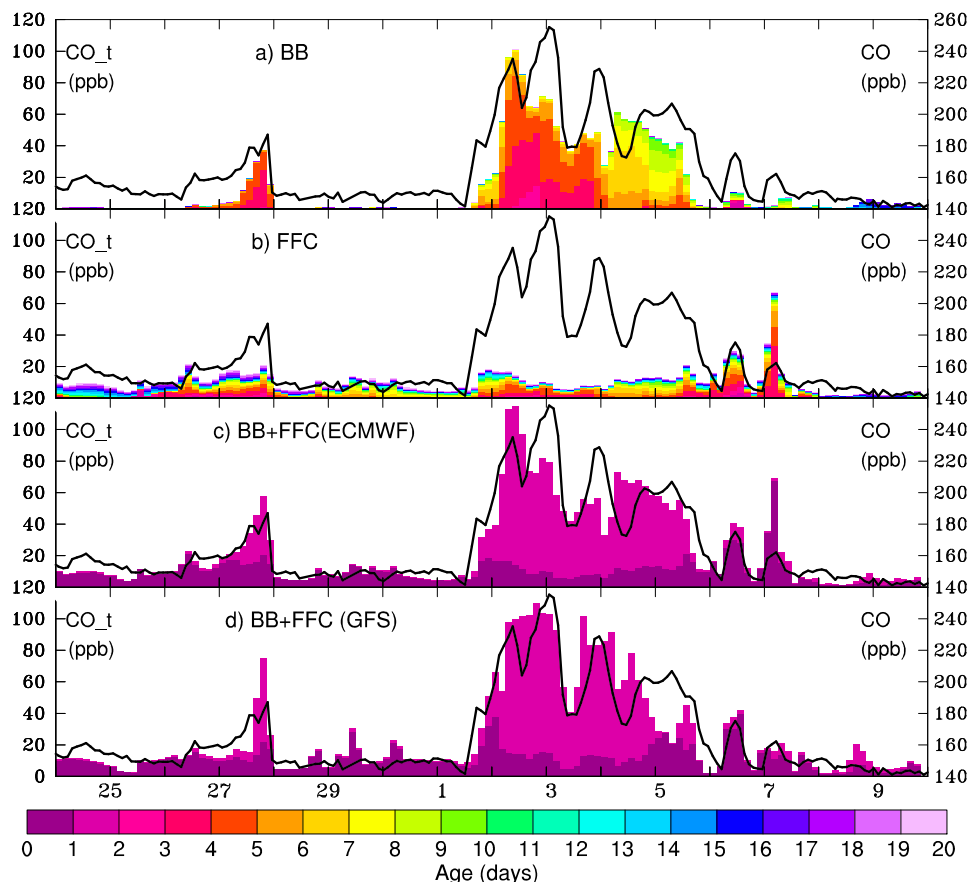 120 260
CO_t a) BB CO
100 240
(ppb) (ppb)
80 220
60 200
40 180
20 160
120 140
CO_t b) FFC CO
100 240
(ppb) (ppb)
80 220
60 200
40 180
20 160
120 140
CO_t c) BB+FFC(ECMWF) CO
100 240
(ppb) (ppb)
80 220
60 200
40 180
20 160
120 140
CO_t d) BB+FFC (GFS) CO
100 240
(ppb) (ppb)
80 220
60 200
40 180
20 160
0 140
25 27 29 1 3 5 7 9
0 1 2 3 4 5 6 7 8 9 10 11 12 13 14 15 16 17 18 19 20
Age (days)